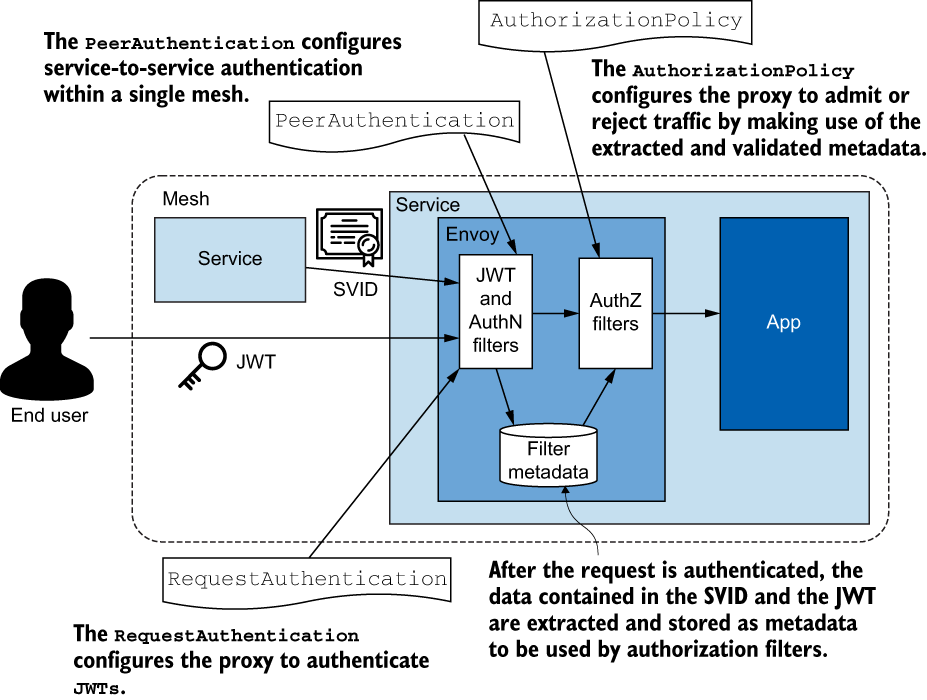 AuthorizationPolicy
The PeerAuthentication configures
service-to-service authentication
within a single mesh.
The AuthorizationPolicy
configures the proxy to admit or
reject traffic by making use of the
extracted and validated metadata.
PeerAuthentication
Mesh
Service
Envoy
Service
SVID
JWT
and
AuthN
filters
AuthZ
filters
App
JWT
End user
Filter
metadata
RequestAuthentication
After the request is authenticated, the
data contained in the SVID and the JWT
are extracted and stored as metadata
to be used by authorization filters.
The RequestAuthentication
configures the proxy to authenticate
JWTs.